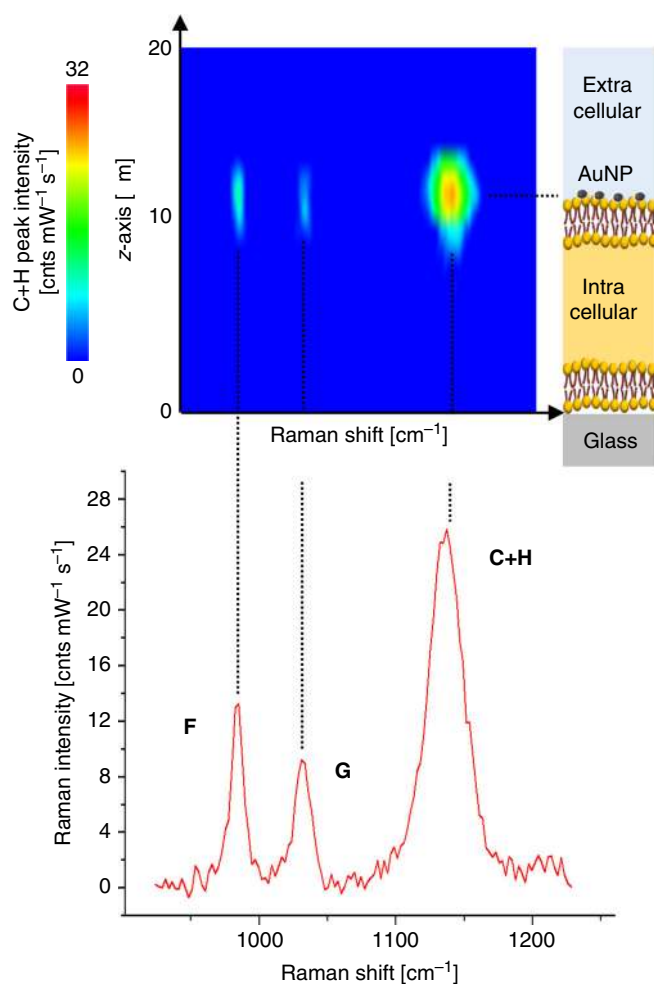 32
C+H peak intensity
[cnts mW⁻¹ s⁻¹]
0
20
10
0
z-axis [ m]
Raman shift [cm⁻¹]
Extra
cellular
AuNP
Intra
cellular
Glass
28
24
20
16
12
8
4
0
Raman intensity [cnts mW⁻¹ s⁻¹]
F
G
C+H
1000
1100
1200
Raman shift [cm⁻¹]